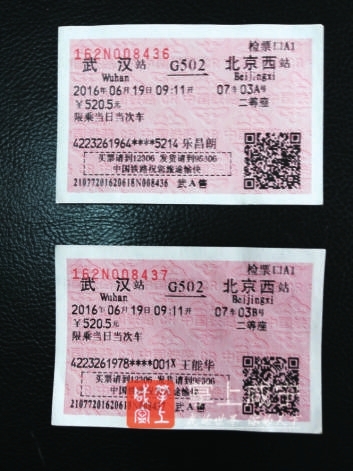 162N008436
检票口A1
武汉站 G502 北京西站
Wuhan Beijingxi
2016年06月19日09:11开 07车03A号
￥520.5元 二等座
限乘当日当次车
4223261964****5214 乐昌朗
买票请到12306 发货请到95306
中国铁路祝您旅途愉快
21077201620618N008436 武A售
162N008437
检票口A1
武汉站 G502 北京西站
Wuhan Beijingxi
2016年06月19日09:11开 07车03B号
￥520.5元 二等座
限乘当日当次车
4223261978****001X 王能华
买票请到12306 发货请到95306
中国
21077201620618